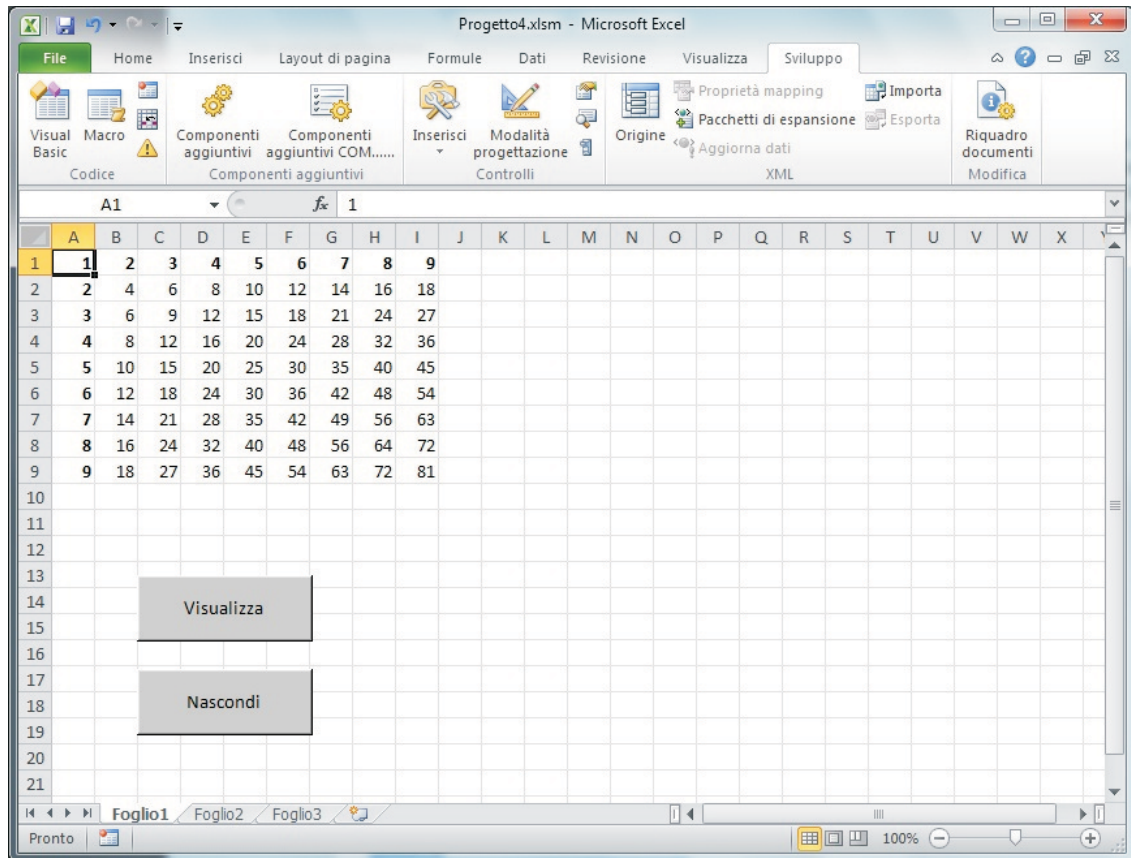 Progetto4.xlsm - Microsoft Excel
File Home Inserisci Layout di pagina Formule Dati Revisione Visualizza Sviluppo
Visual Basic
Macro
Codice
Componenti aggiuntivi
Componenti aggiuntivi COM......
Componenti aggiuntivi
Inserisci
Modalità progettazione
Controlli
Origine
Proprietà mapping
Pacchetti di espansione
Aggiorna dati
Importa
Esporta
XML
Riquadro documenti
Modifica
A1 fx 1
A B C D E F G H I J K L M N O P Q R S T U V W X
1 1 2 3 4 5 6 7 8 9
2 2 4 6 8 10 12 14 16 18
3 3 6 9 12 15 18 21 24 27
4 4 8 12 16 20 24 28 32 36
5 5 10 15 20 25 30 35 40 45
6 6 12 18 24 30 36 42 48 54
7 7 14 21 28 35 42 49 56 63
8 8 16 24 32 40 48 56 64 72
9 9 18 27 36 45 54 63 72 81
10
11
12
13
14
15
16
17
18
19
20
21
Visualizza
Nascondi
Foglio1 Foglio2 Foglio3
Pronto 100%